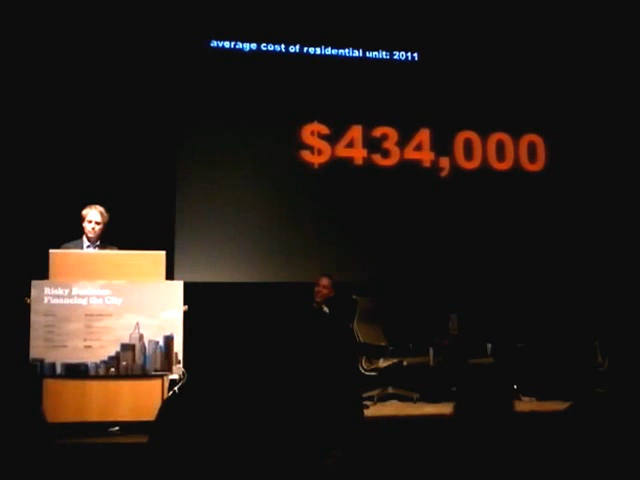 average cost of residential unit: 2011
$434,000
Risky Business:
Financing the City